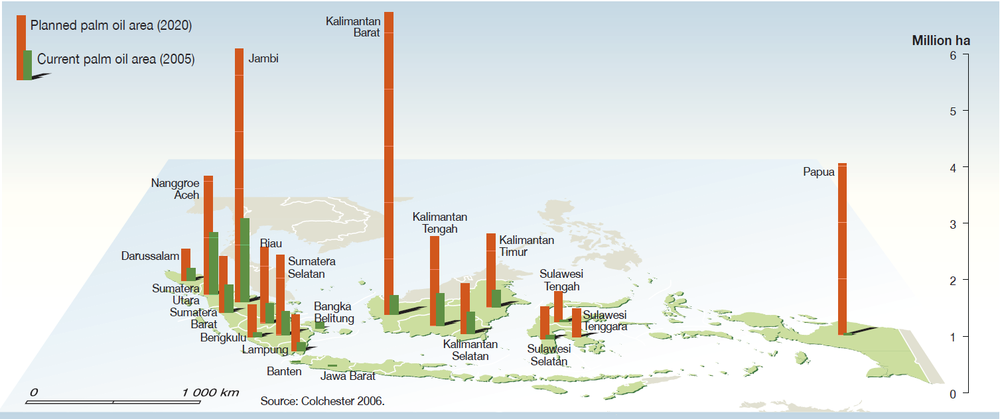 Planned palm oil area (2020)
Current palm oil area (2005)
Kalimantan
Barat
Jambi
Million ha
6
5
4
3
2
1
0
Papua
Nanggroe
Aceh
Kalimantan
Tengah
Kalimantan
Timur
Riau
Darussalam
Sumatera
Selatan
Sulawesi
Tengah
Sumatera
Utara
Sumatera
Barat
Bangka
Belitung
Sulawesi
Tenggara
Bengkulu
Lampung
Kalimantan
Selatan
Sulawesi
Selatan
Banten
Jawa Barat
0
1 000 km
Source: Colchester 2006.